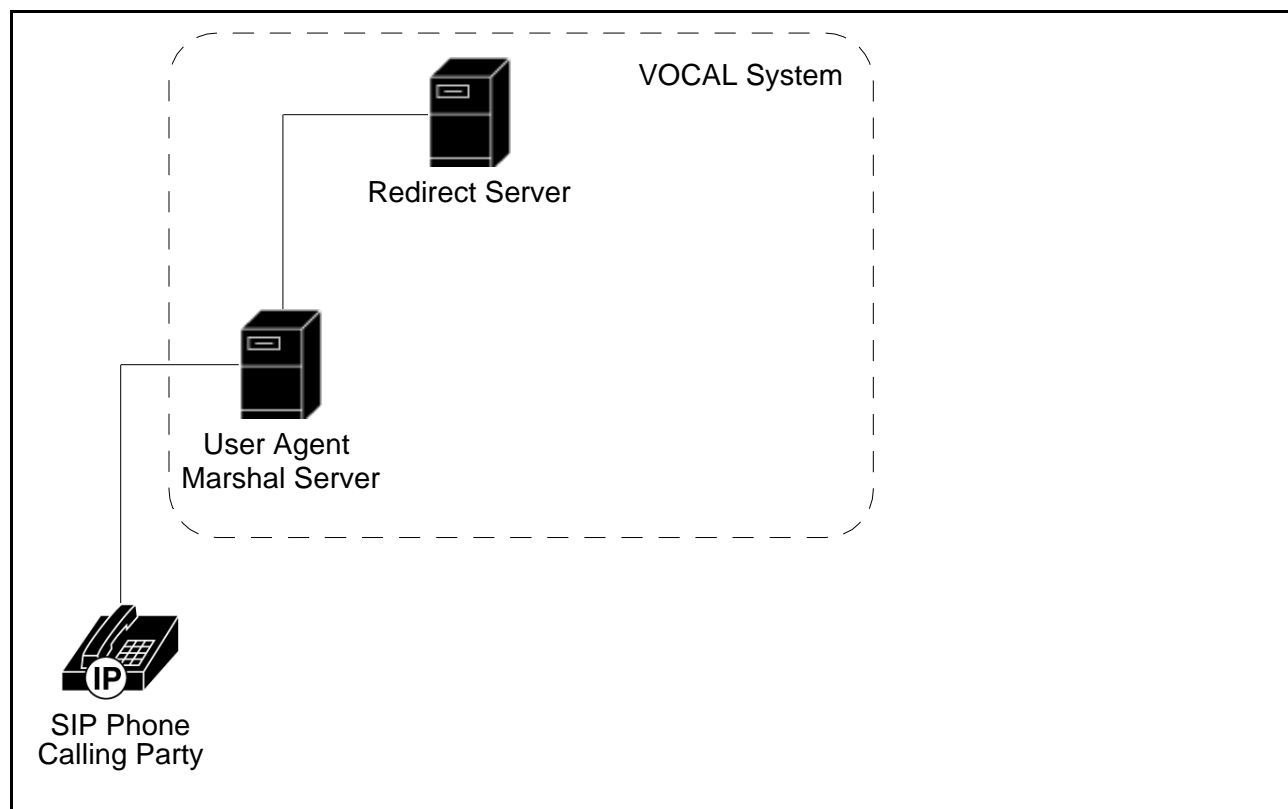 VOCAL System
Redirect Server
User Agent
Marshal Server
IP
SIP Phone
Calling Party